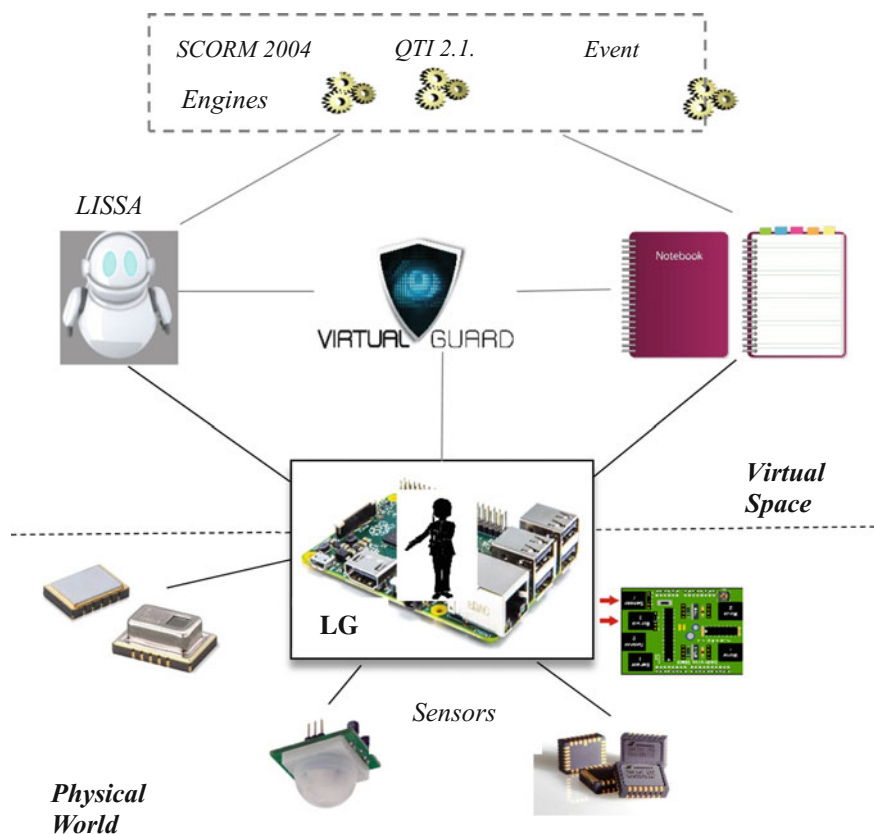 SCORM 2004 QTI 2.1. Event
Engines
LISSA
Notebook
VIRTUAL GUARD
Virtual
Space
LG
Sensors
Physical
World